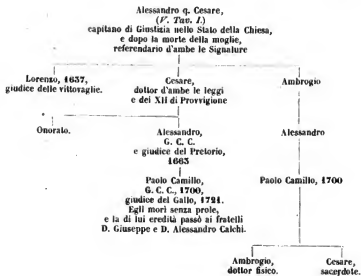 Alessandro q. Cesare,
(V. Tav. I.)
capitano di Giustizia nello Stato della Chiesa,
e dopo la morte della moglie,
referendario d'ambe le Signature
Lorenzo, 1637,
giudice delle vittovaglie.
Cesare,
dottor d'ambe le leggi
e dei XII di Provvigione
Ambrogio
Onorato.
Alessandro,
G. C. C.
e giudice del Pretorio,
1663
Alessandro
Paolo Camillo,
G. C. C., 1700,
giudice del Gallo, 1721.
Egli morì senza prole,
e la di lui eredità passò ai fratelli
D. Giuseppe e D. Alessandro Calchi.
Paolo Camillo, 1700
Ambrogio,
dottor fisico.
Cesare,
sacerdote.